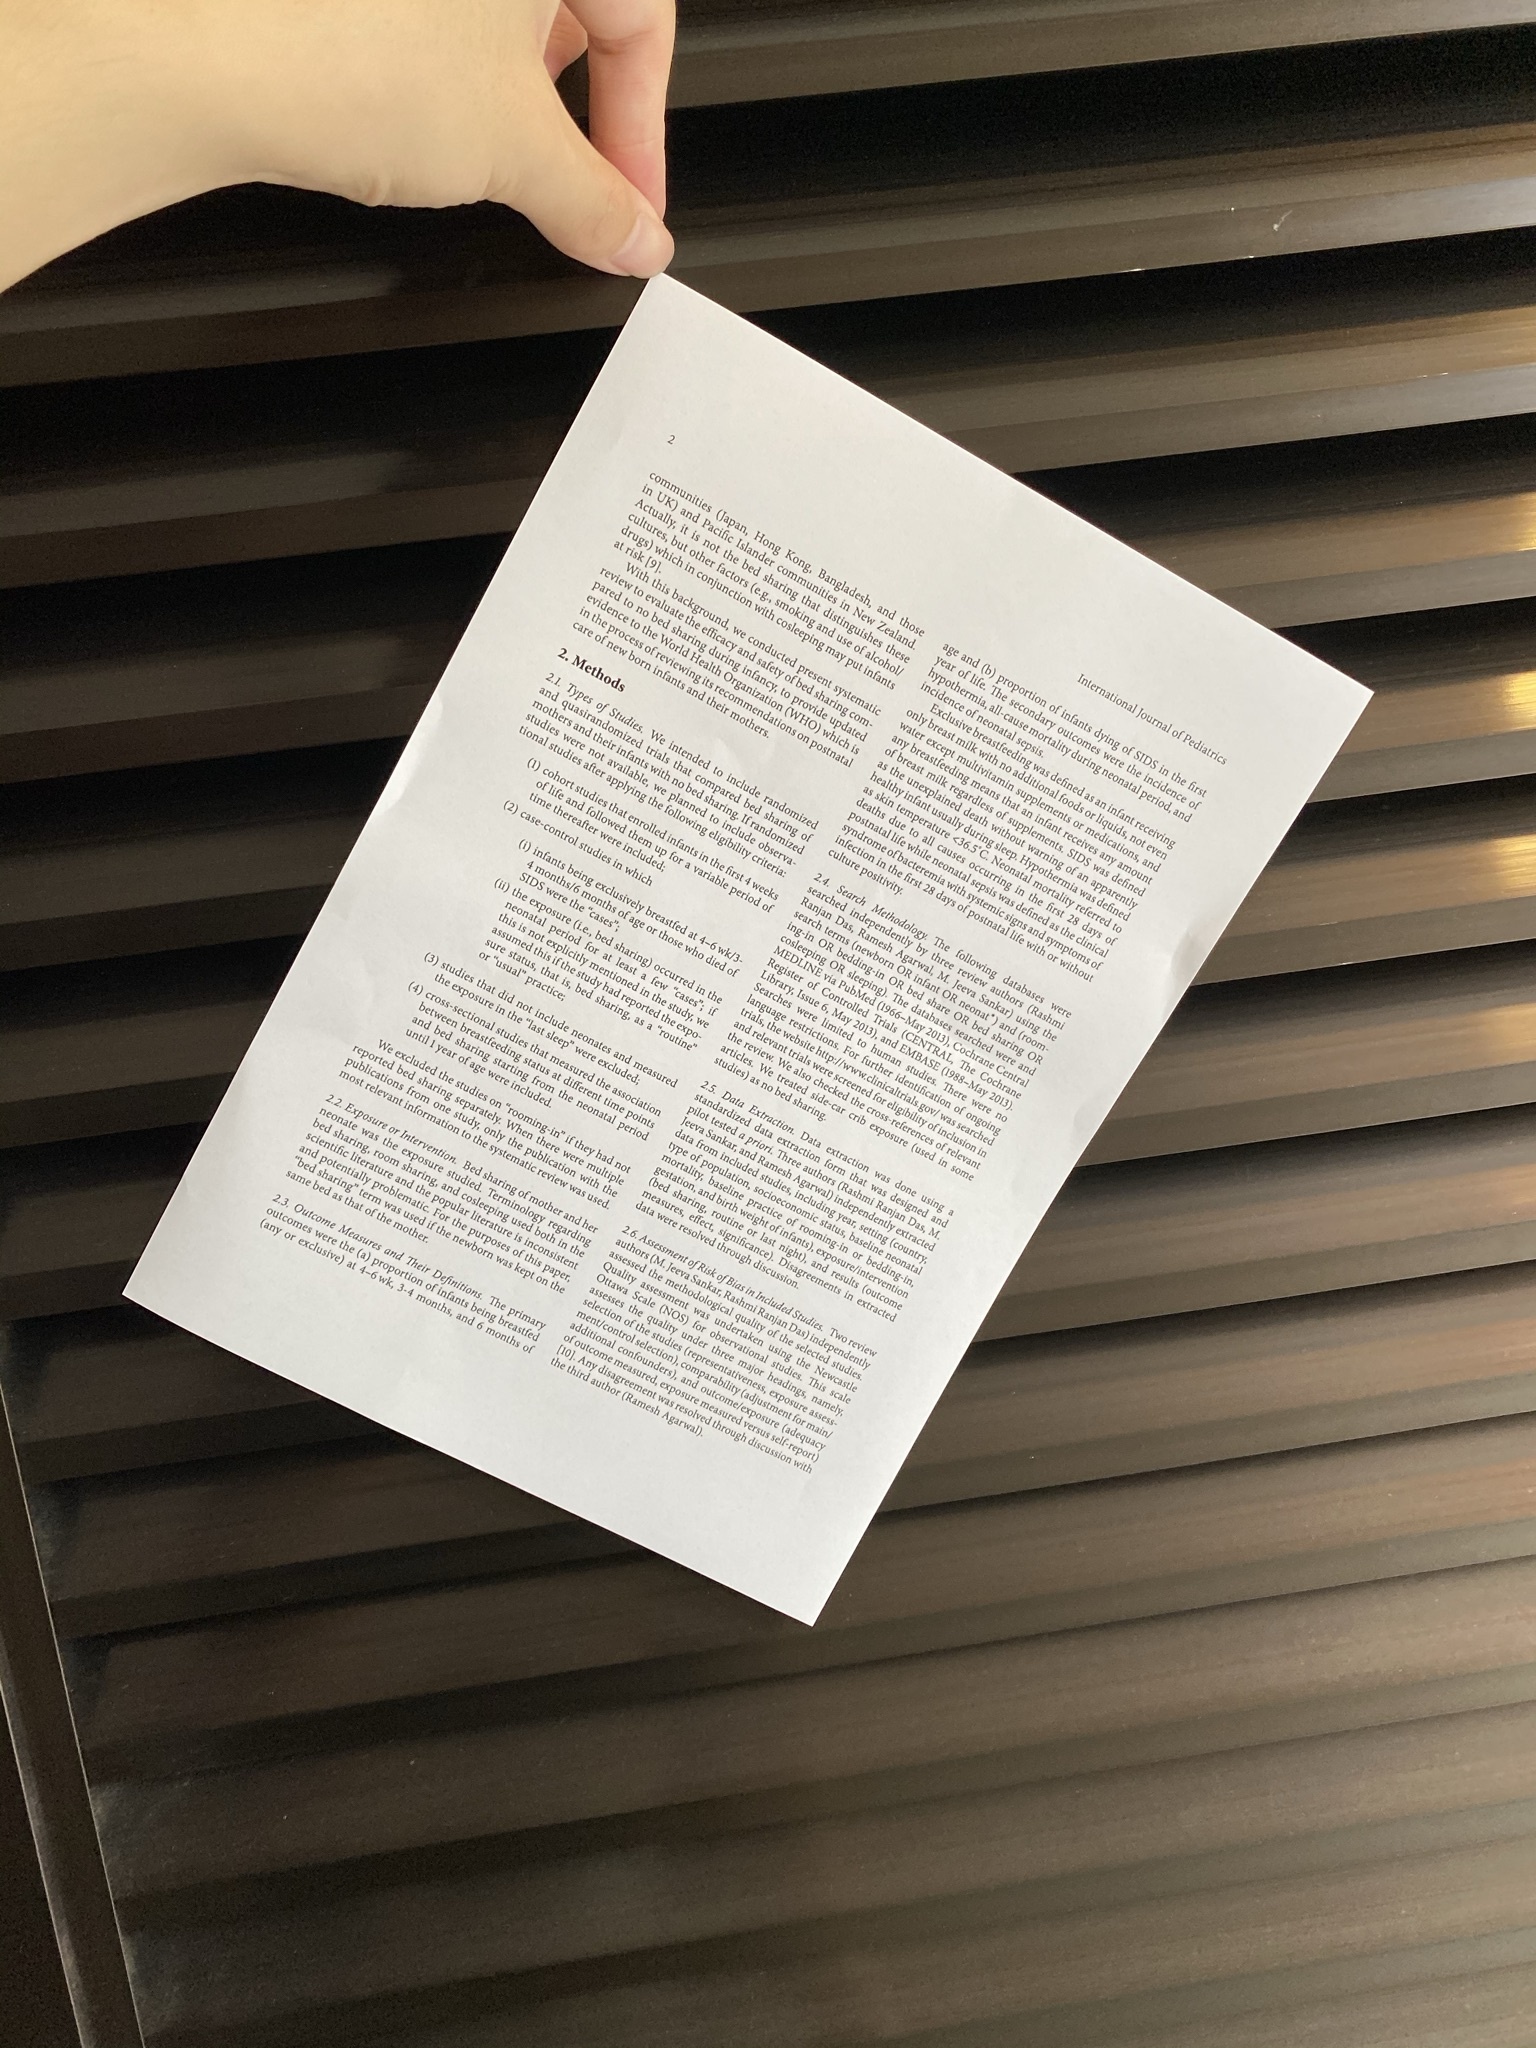 2
International Journal of Pediatrics
communities (Japan, Hong Kong, Bangladesh, and those
in UK) and Pacific Islander communities in New Zealand.
Actually, it is not the bed sharing that distinguishes these
cultures, but other factors (e.g., smoking and use of alcohol/
drugs) which in conjunction with cosleeping may put infants
at risk [9].
With this background, we conducted present systematic
review to evaluate the efficacy and safety of bed sharing com-
pared to no bed sharing during infancy, to provide updated
evidence to the World Health Organization (WHO) which is
in the process of reviewing its recommendations on postnatal
care of new born infants and their mothers.
2. Methods
2.1. Types of Studies. We intended to include randomized
and quasirandomized trials that compared bed sharing of
mothers and their infants with no bed sharing. If randomized
studies were not available, we planned to include observa-
tional studies after applying the following eligibility criteria:
(1) cohort studies that enrolled infants in the first 4 weeks
of life and followed them up for a variable period of
time thereafter were included;
(2) case-control studies in which
(i) infants being exclusively breastfed at 4–6 wk/3-
4 months/6 months of age or those who died of
SIDS were the "cases";
(ii) the exposure (i.e., bed sharing) occurred in the
neonatal period for at least a few "cases"; if
this is not explicitly mentioned in the study, we
assumed this if the study had reported the expo-
sure status, that is, bed sharing, as a "routine"
or "usual" practice;
(3) studies that did not include neonates and measured
the exposure in the "last sleep" were excluded;
(4) cross-sectional studies that measured the association
between breastfeeding status at different time points
and bed sharing starting from the neonatal period
until 1 year of age were included.
We excluded the studies on "rooming-in" if they had not
reported bed sharing separately. When there were multiple
publications from one study, only the publication with the
most relevant information to the systematic review was used.
2.2. Exposure or Intervention. Bed sharing of mother and her
neonate was the exposure studied. Terminology regarding
bed sharing, room sharing, and cosleeping used both in the
scientific literature and the popular literature is inconsistent
and potentially problematic. For the purposes of this paper,
"bed sharing" term was used if the newborn was kept on the
same bed as that of the mother.
2.3. Outcome Measures and Their Definitions. The primary
outcomes were the (a) proportion of infants being breastfed
(any or exclusive) at 4–6 wk, 3-4 months, and 6 months of
age and (b) proportion of infants dying of SIDS in the first
year of life. The secondary outcomes were the incidence of
hypothermia, all-cause mortality during neonatal period, and
incidence of neonatal sepsis.
Exclusive breastfeeding was defined as an infant receiving
only breast milk with no additional foods or liquids, not even
water except multivitamin supplements or medications, and
any breastfeeding means that an infant receives any amount
of breast milk regardless of supplements. SIDS was defined
as the unexplained death without warning of an apparently
healthy infant usually during sleep. Hypothermia was defined
as skin temperature <36.5°C. Neonatal mortality referred to
deaths due to all causes occurring in the first 28 days of
postnatal life while neonatal sepsis was defined as the clinical
syndrome of bacteremia with systemic signs and symptoms of
infection in the first 28 days of postnatal life with or without
culture positivity.
2.4. Search Methodology. The following databases were
searched independently by three review authors (Rashmi
Ranjan Das, Ramesh Agarwal, M. Jeeva Sankar) using the
search terms (newborn OR infant OR neonat*) and (room-
ing-in OR bedding-in OR bed share OR bed sharing OR
cosleeping OR sleeping). The databases searched were
MEDLINE via PubMed (1966–May 2013), Cochrane Central
Register of Controlled Trials (CENTRAL, The Cochrane
Library, Issue 6, May 2013), and EMBASE (1988–May 2013).
Searches were limited to human studies. There were no
language restrictions. For further identification of ongoing
trials, the website http://www.clinicaltrials.gov/ was searched
and relevant trials were screened for eligibility of inclusion in
the review. We also checked the cross-references of relevant
articles. We treated side-car crib exposure (used in some
studies) as no bed sharing.
2.5. Data Extraction. Data extraction was done using a
standardized data extraction form that was designed and
pilot tested a priori. Three authors (Rashmi Ranjan Das, M.
Jeeva Sankar, and Ramesh Agarwal) independently extracted
data from included studies, including year, setting (country,
type of population, socioeconomic status, baseline neonatal
mortality, baseline practice of rooming-in or bedding-in,
gestation, and birth weight of infants), exposure/intervention
(bed sharing, routine or last night), and results (outcome
measures, effect, significance). Disagreements in extracted
data were resolved through discussion.
2.6. Assessment of Risk of Bias in Included Studies. Two review
authors (M. Jeeva Sankar, Rashmi Ranjan Das) independently
assessed the methodological quality of the selected studies.
Quality assessment was undertaken using the Newcastle
Ottawa Scale (NOS) for observational studies. This scale
assesses the quality under three major headings, namely,
selection of the studies (representativeness, exposure assess-
ment/control selection), comparability (adjustment for main/
additional confounders), and outcome/exposure (adequacy
of outcome measured, exposure measured versus self-report)
[10]. Any disagreement was resolved through discussion with
the third author (Ramesh Agarwal).